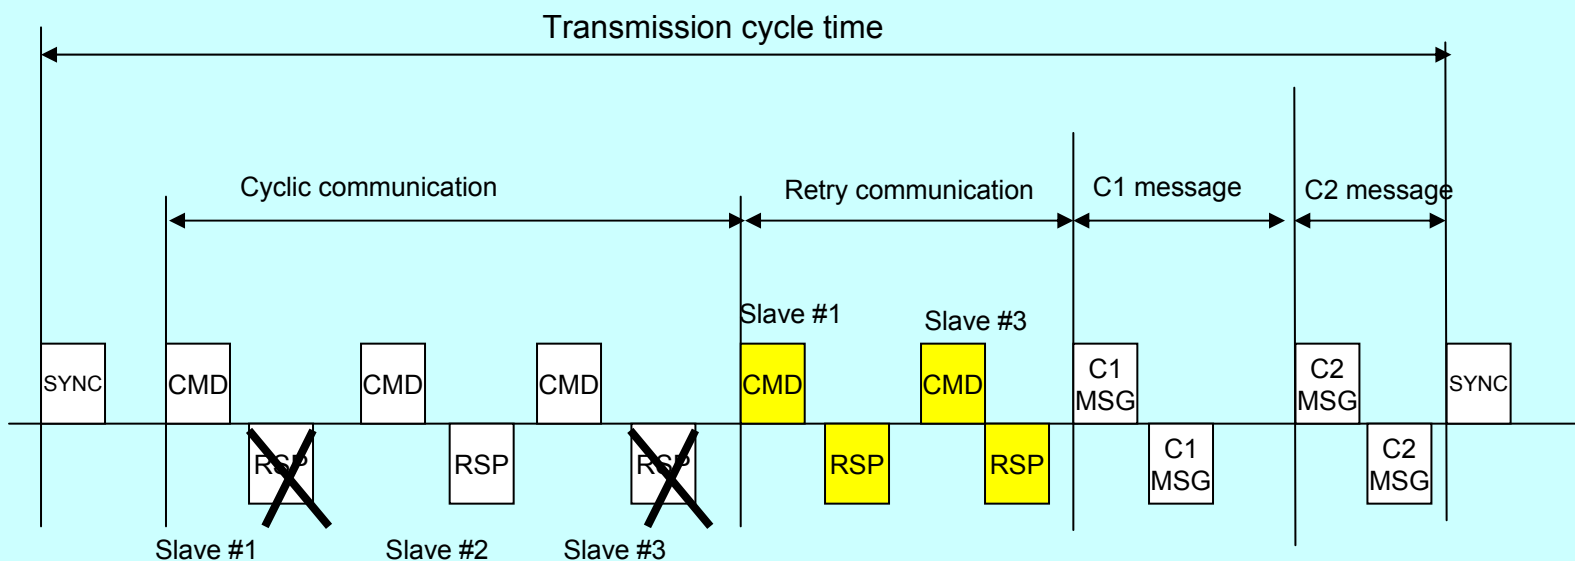 Transmission cycle time
Cyclic communication
Retry communication
C1 message
C2 message
Slave #1
Slave #3
SYNC
CMD
CMD
CMD
CMD
CMD
C1
MSG
C2
MSG
SYNC
RSP
RSP
RSP
RSP
RSP
C1
MSG
C2
MSG
Slave #1
Slave #2
Slave #3